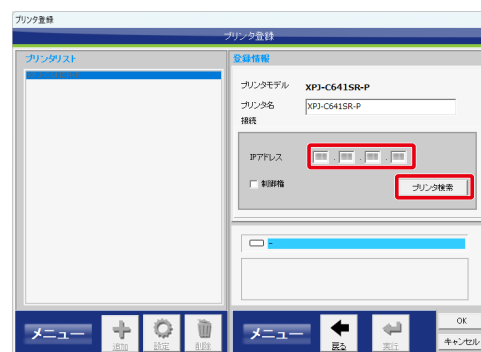 プリンタ登録
プリンタ登録
プリンタリスト
登録情報
プリンタモデル XPJ-C641SR-P
プリンタ名 XPJ-C641SR-P
接続
IPアドレス . . .
制御権
プリンタ検索
-
メニュー 追加 設定 削除
メニュー 戻る 実行
OK
キャンセル